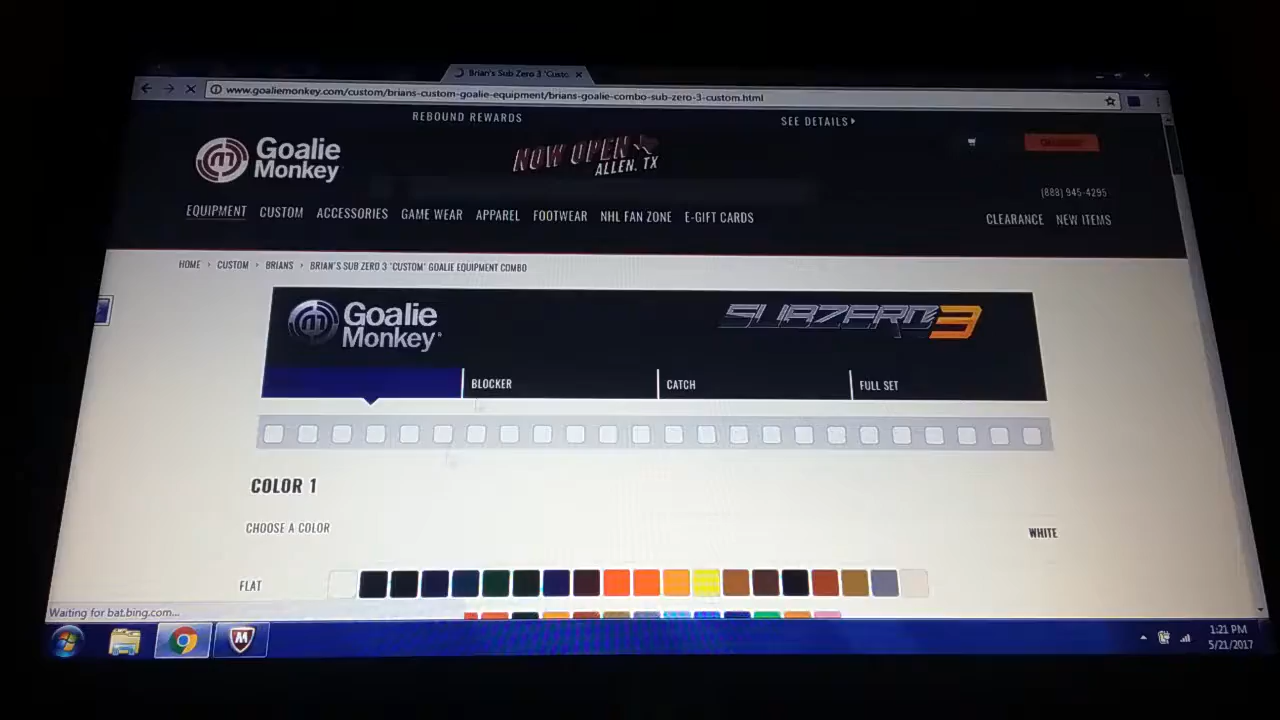 Brian's Sub Zero 3 "Custo
www.goaliemonkey.com/custom/brians-custom-goalie-equipment/brians-goalie-combo-sub-zero-3-custom.html
REBOUND REWARDS
SEE DETAILS
Goalie
Monkey
NOW OPEN
ALLEN, TX
(888) 945-4295
EQUIPMENT CUSTOM ACCESSORIES GAME WEAR APPAREL FOOTWEAR NHL FAN ZONE E-GIFT CARDS CLEARANCE NEW ITEMS
HOME > CUSTOM > BRIANS > BRIAN'S SUB ZERO 3 "CUSTOM" GOALIE EQUIPMENT COMBO
Goalie
Monkey
SUBZERO3
BLOCKER CATCH FULL SET
COLOR 1
CHOOSE A COLOR
WHITE
FLAT
Waiting for bat.bing.com...
1:21 PM
5/21/2017